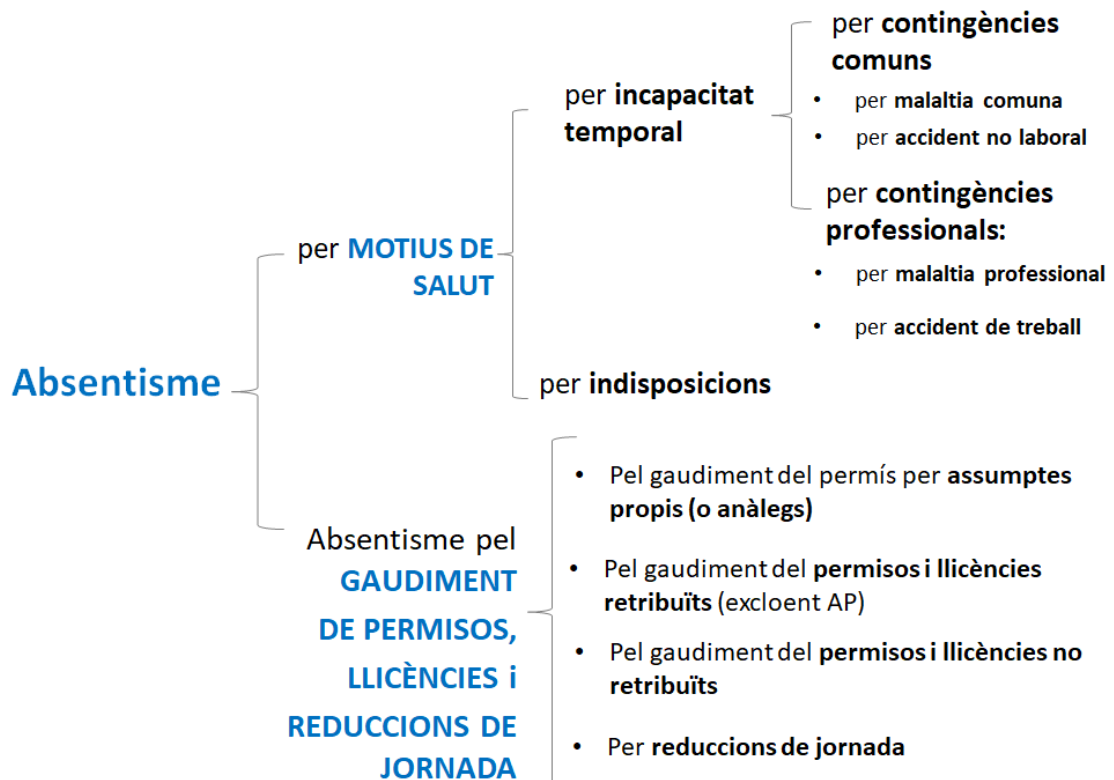 Absentisme
per MOTIUS DE
SALUT
per incapacitat
temporal
per contingències
comuns
• per malaltia comuna
• per accident no laboral
per contingències
professionals:
• per malaltia professional
• per accident de treball
per indisposicions
Absentisme pel
GAUDIMENT
DE PERMISOS,
LLICÈNCIES i
REDUCCIONS DE
JORNADA
• Pel gaudiment del permís per assumptes
propis (o anàlegs)
• Pel gaudiment del permisos i llicències
retribuïts (excloent AP)
• Pel gaudiment del permisos i llicències no
retribuïts
• Per reduccions de jornada